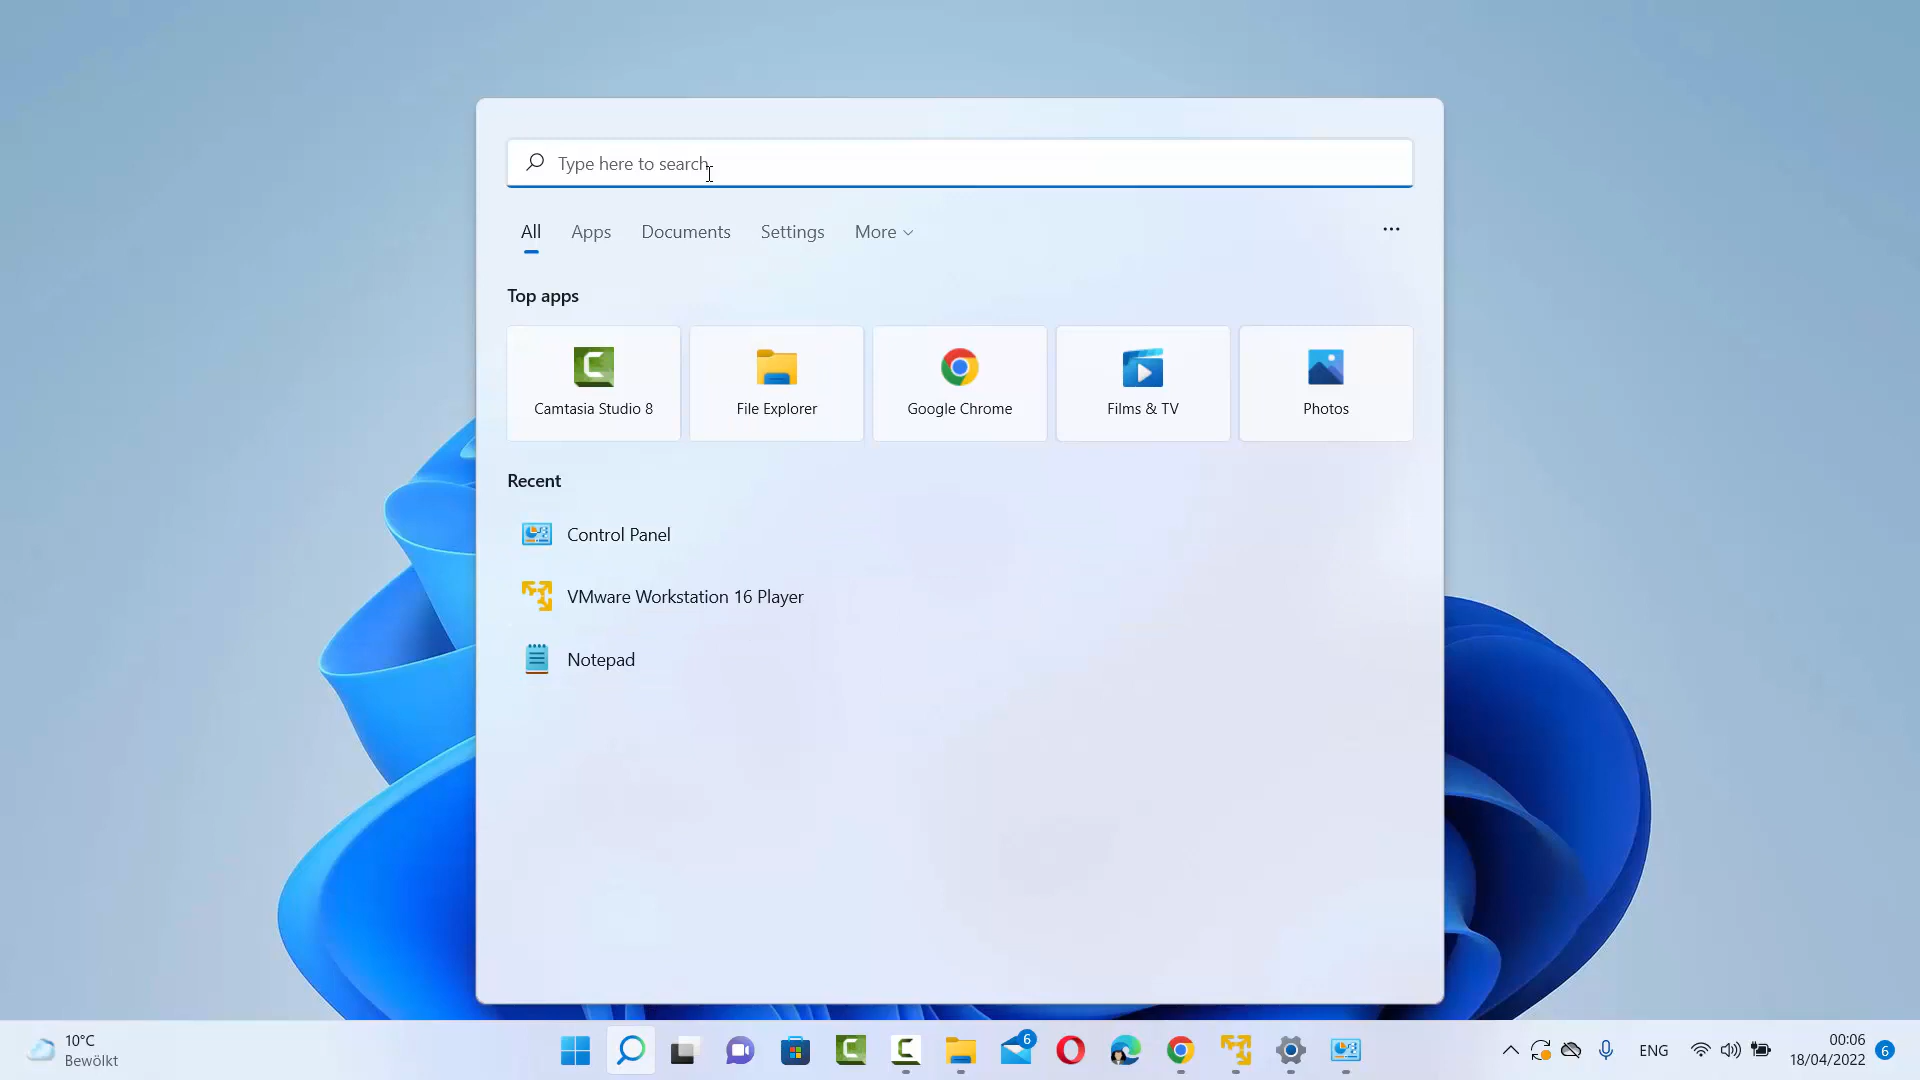 Type here to search
All Apps Documents Settings More
Top apps
Camtasia Studio 8 File Explorer Google Chrome Films & TV Photos
Recent
Control Panel
VMware Workstation 16 Player
Notepad
10°C
Bewölkt
6
ENG
00:06
18/04/2022
6